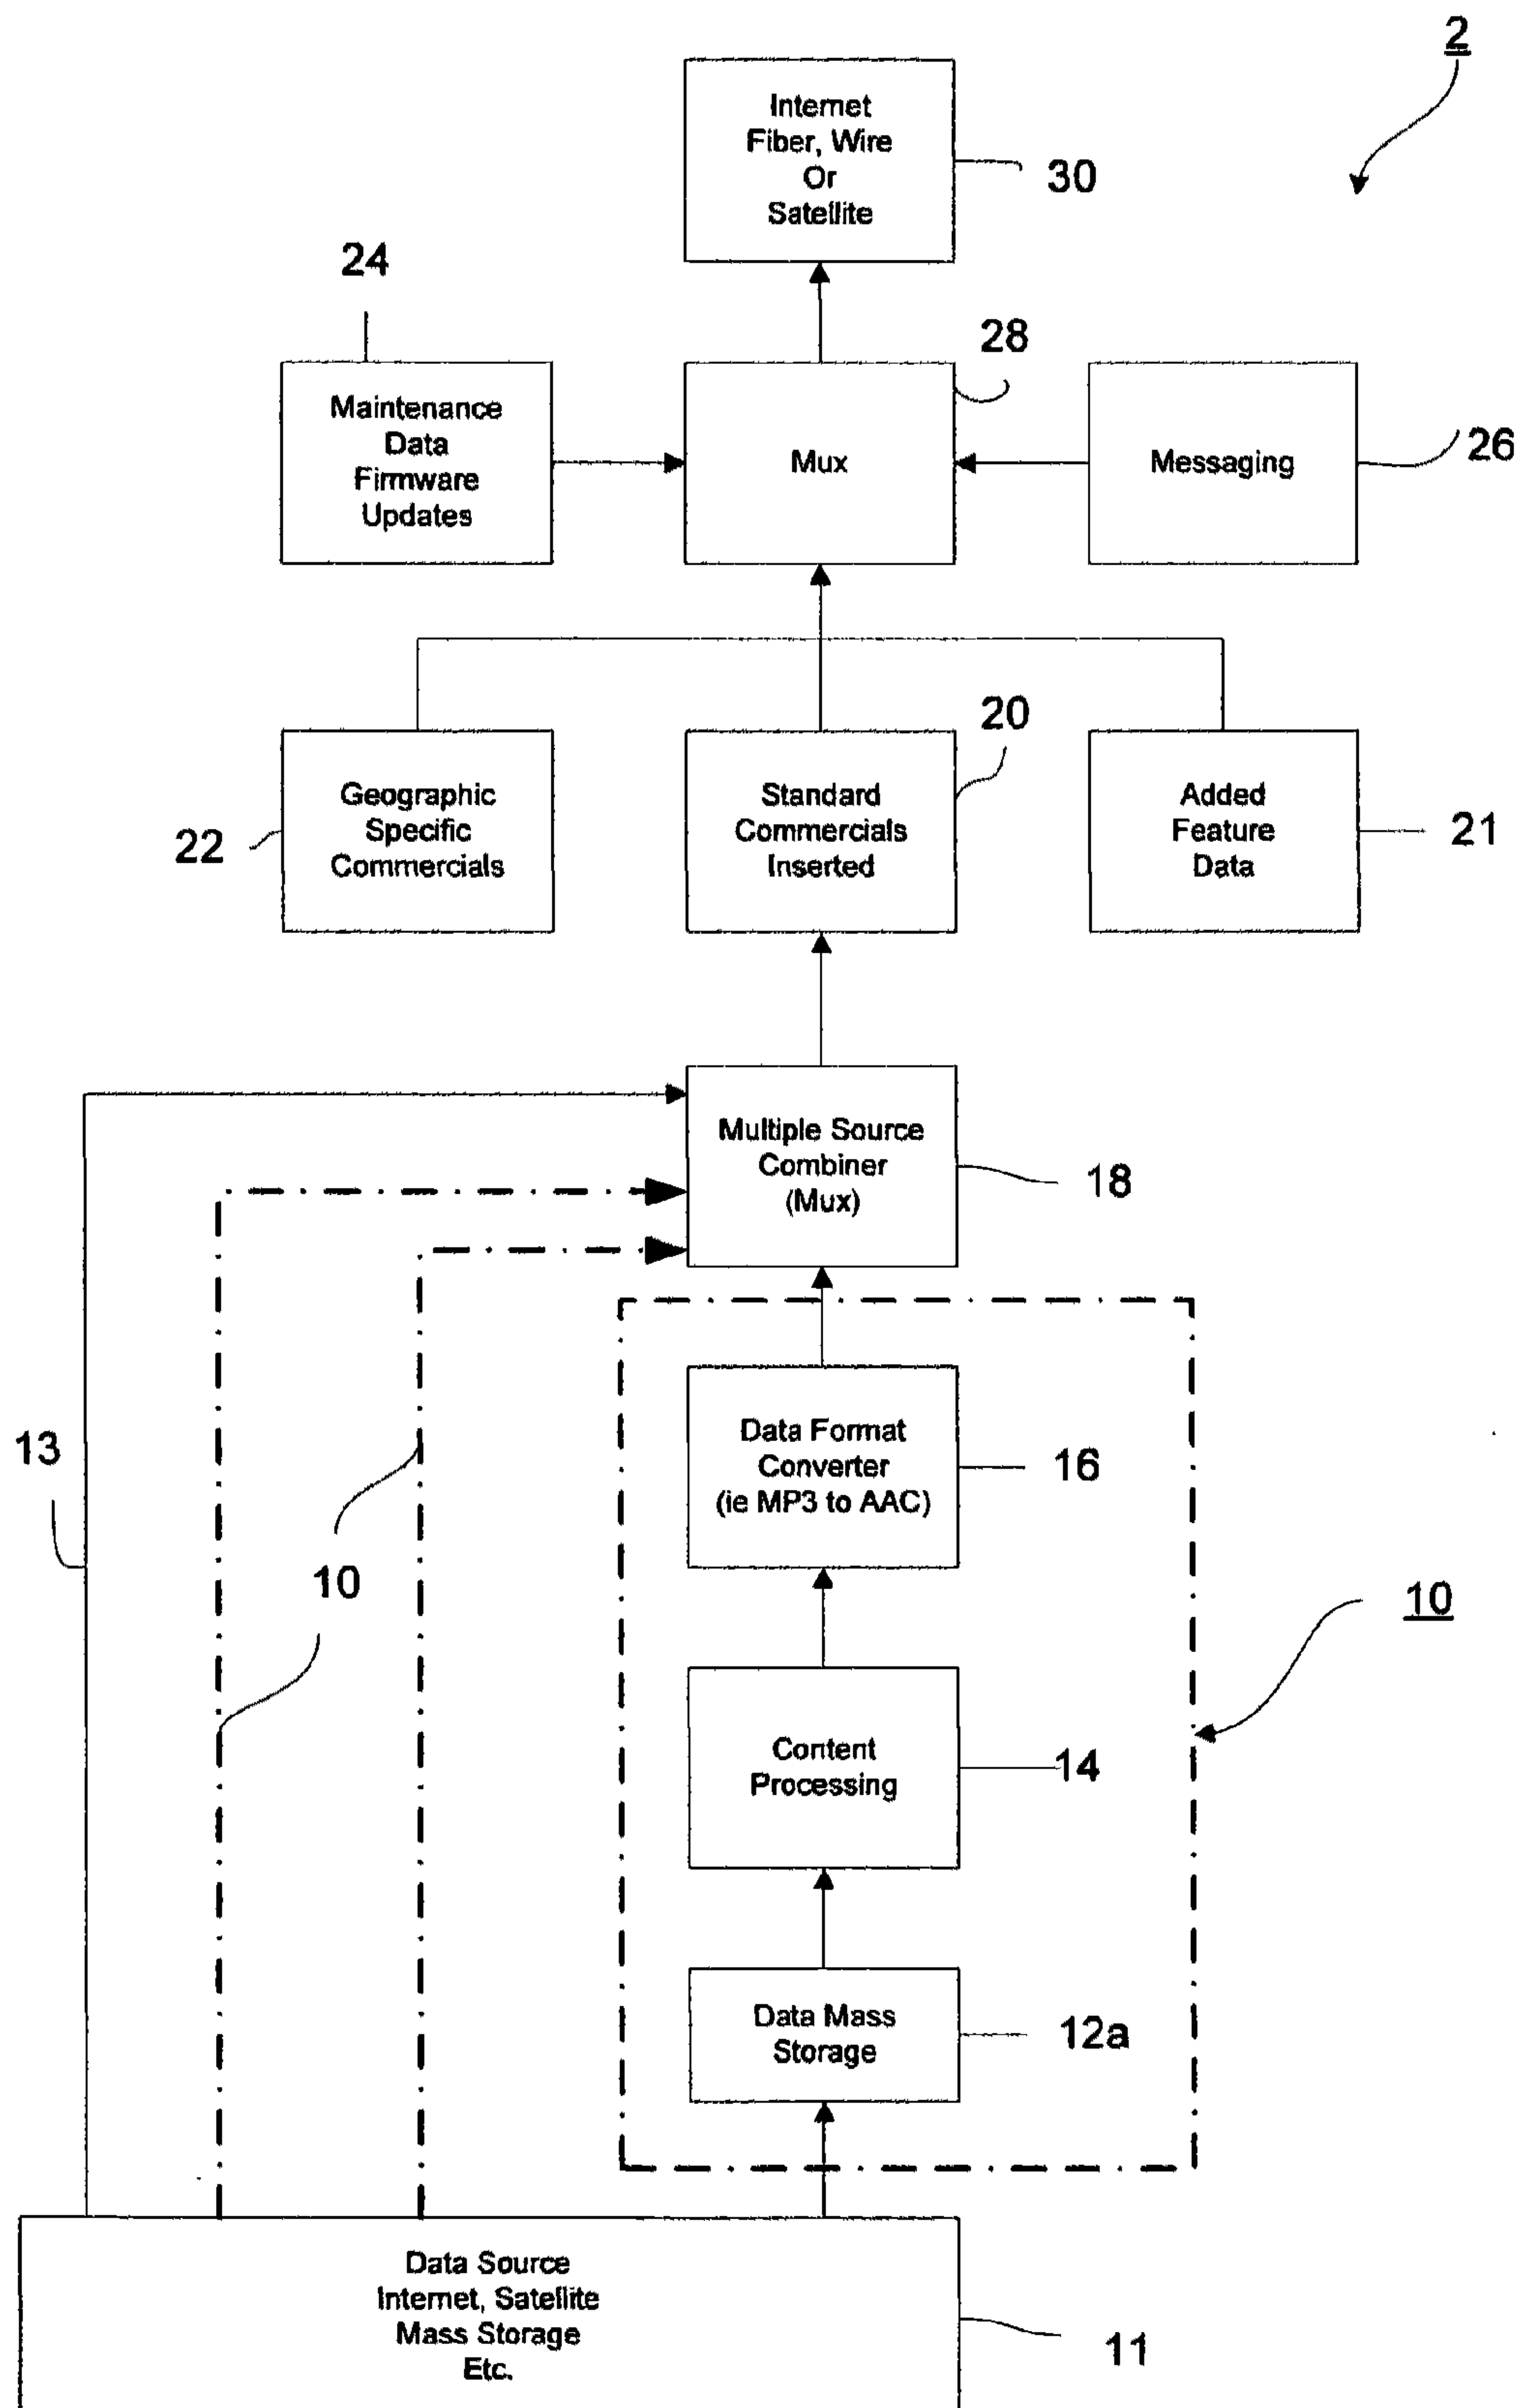 2
Internet
Fiber, Wire
Or
Satellite
30
24
28
Maintenance
Data
Firmware
Updates
Mux
Messaging
26
20
Geographic
Specific
Commercials
22
Standard
Commercials
Inserted
Added
Feature
Data
21
Multiple Source
Combiner
(Mux)
18
13
Data Format
Converter
(ie MP3 to AAC)
16
10
10
Content
Processing
14
Data Mass
Storage
12a
Data Source
Internet, Satellite
Mass Storage
Etc.
11